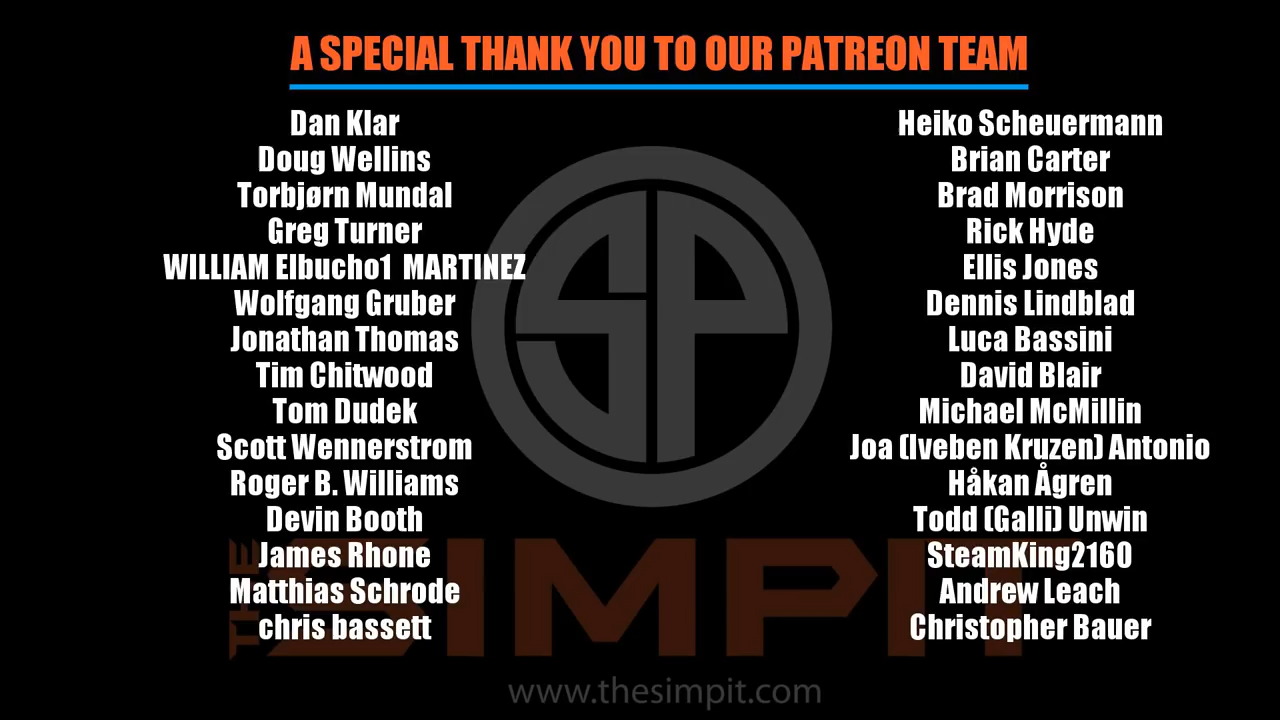 A SPECIAL THANK YOU TO OUR PATREON TEAM
Dan Klar
Doug Wellins
Torbjørn Mundal
Greg Turner
WILLIAM Elbucho1  MARTINEZ
Wolfgang Gruber
Jonathan Thomas
Tim Chitwood
Tom Dudek
Scott Wennerstrom
Roger B. Williams
Devin Booth
James Rhone
Matthias Schrode
chris bassett
Heiko Scheuermann
Brian Carter
Brad Morrison
Rick Hyde
Ellis Jones
Dennis Lindblad
Luca Bassini
David Blair
Michael McMillin
Joa (Iveben Kruzen) Antonio
Håkan Ågren
Todd (Galli) Unwin
SteamKing2160
Andrew Leach
Christopher Bauer
SP
THE SIMPIT
www.thesimpit.com